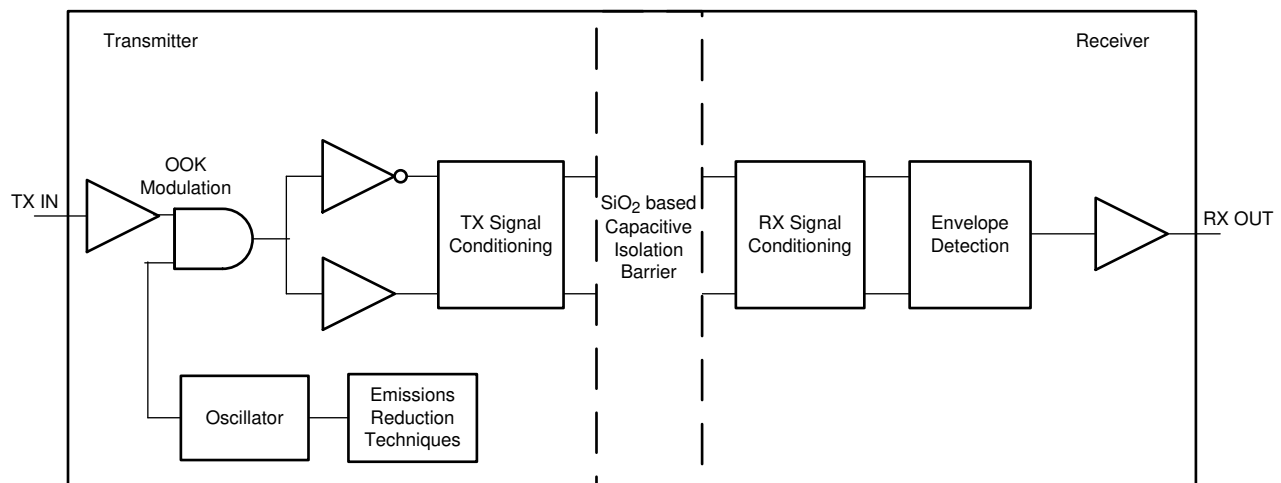 Transmitter
Receiver
OOK
Modulation
TX IN
TX Signal
Conditioning
SiO2 based
Capacitive
Isolation
Barrier
RX Signal
Conditioning
Envelope
Detection
RX OUT
Oscillator
Emissions
Reduction
Techniques